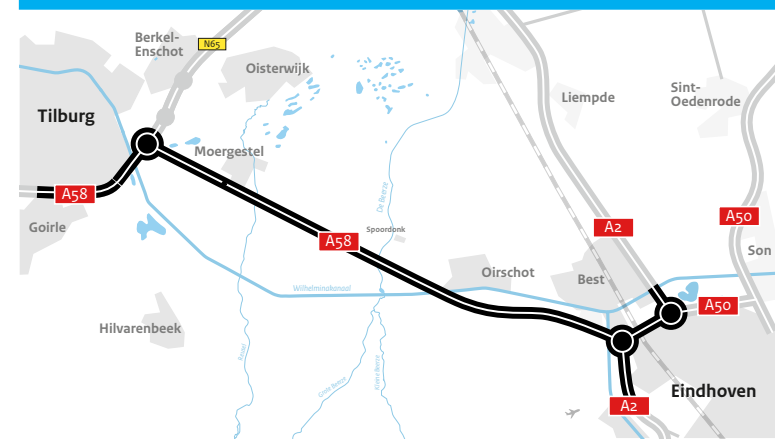 Berkel-
Enschot
N65
Oisterwijk
Tilburg
Liempde
Sint-
Oedenrode
Moergestel
A58
De Beeze
Goirle
Spoordonk
A58
A2
A50
Son
Oirschot
Best
Wilhelminakanaal
A50
Hilvarenbeek
Eindhoven
A2